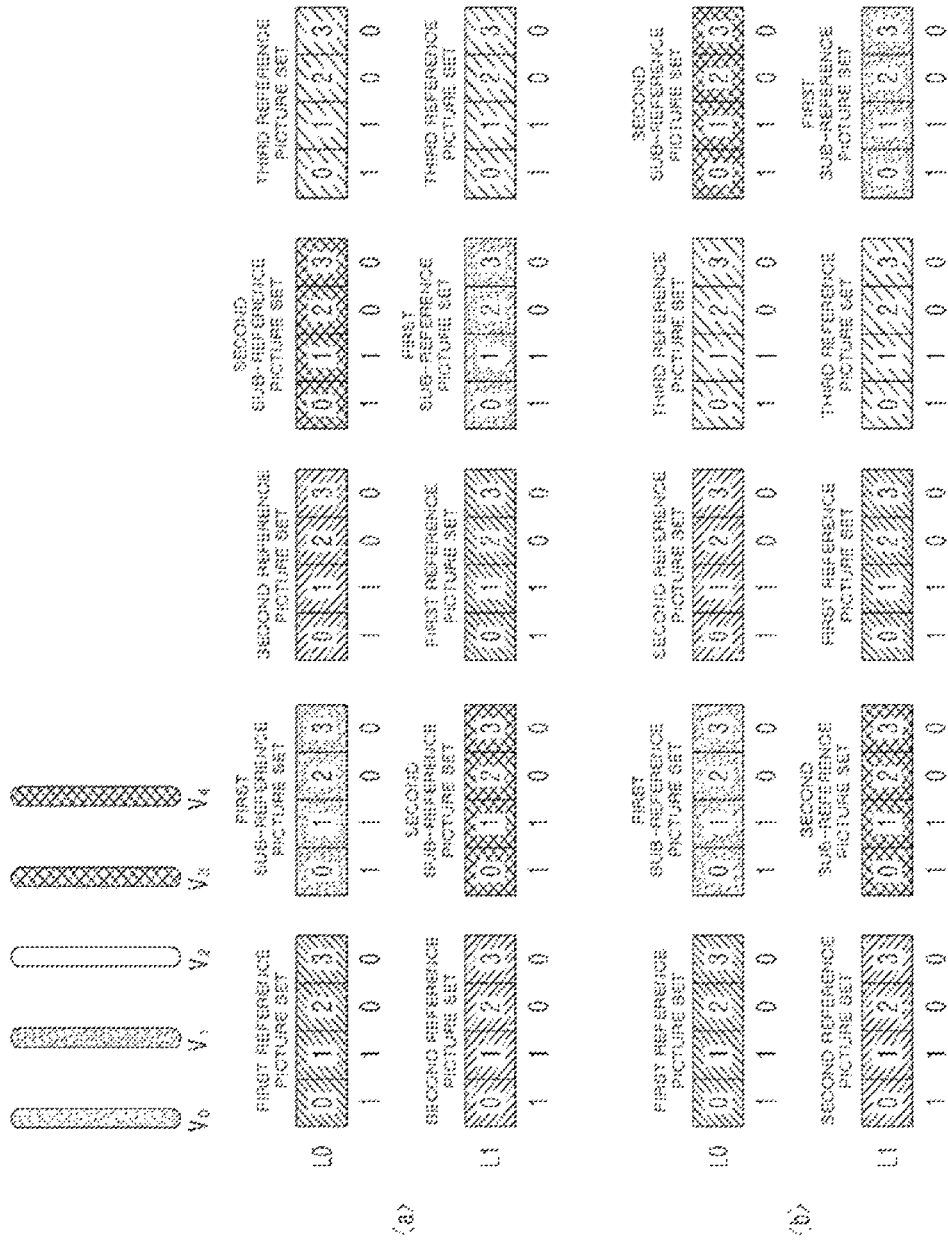 V₀ V₁ V₂ V₃ V₄
(a)
FIRST REFERENCE
PICTURE SET
FIRST
SUB-REFERENCE
PICTURE SET
SECOND REFERENCE
PICTURE SET
SECOND
SUB-REFERENCE
PICTURE SET
THIRD REFERENCE
PICTURE SET
L0 0 1 2 3 0 1 2 3 0 1 2 3 0 1 2 3 0 1 2 3
1 1 0 0 1 1 0 0 1 1 0 0 1 1 0 0 1 1 0 0
SECOND REFERENCE
PICTURE SET
SECOND
SUB-REFERENCE
PICTURE SET
FIRST REFERENCE
PICTURE SET
FIRST
SUB-REFERENCE
PICTURE SET
THIRD REFERENCE
PICTURE SET
L1 0 1 2 3 0 1 2 3 0 1 2 3 0 1 2 3 0 1 2 3
1 1 0 0 1 1 0 0 1 1 0 0 1 1 0 0 1 1 0 0
(b)
FIRST REFERENCE
PICTURE SET
FIRST
SUB-REFERENCE
PICTURE SET
SECOND REFERENCE
PICTURE SET
THIRD REFERENCE
PICTURE SET
SECOND
SUB-REFERENCE
PICTURE SET
L0 0 1 2 3 0 1 2 3 0 1 2 3 0 1 2 3 0 1 2 3
1 1 0 0 1 1 0 0 1 1 0 0 1 1 0 0 1 1 0 0
SECOND REFERENCE
PICTURE SET
SECOND
SUB-REFERENCE
PICTURE SET
FIRST REFERENCE
PICTURE SET
THIRD REFERENCE
PICTURE SET
FIRST
SUB-REFERENCE
PICTURE SET
L1 0 1 2 3 0 1 2 3 0 1 2 3 0 1 2 3 0 1 2 3
1 1 0 0 1 1 0 0 1 1 0 0 1 1 0 0 1 1 0 0